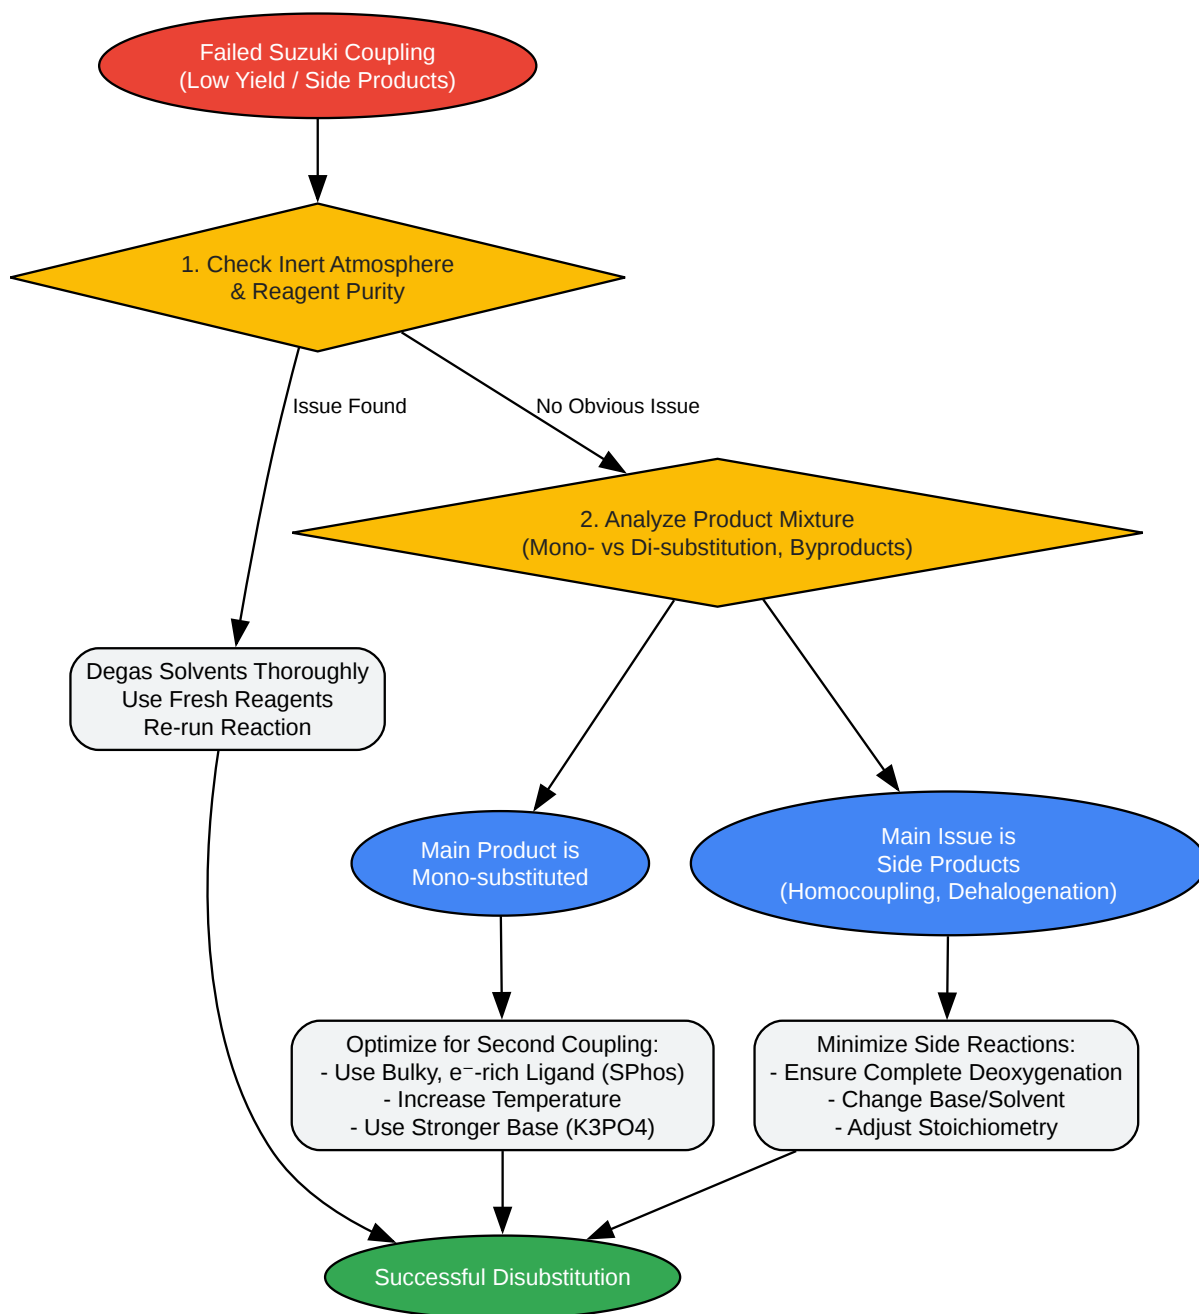 Failed Suzuki Coupling
(Low Yield / Side Products)
1. Check Inert Atmosphere
& Reagent Purity
Issue Found
No Obvious Issue
2. Analyze Product Mixture
(Mono- vs Di-substitution, Byproducts)
Degas Solvents Thoroughly
Use Fresh Reagents
Re-run Reaction
Main Product is
Mono-substituted
Main Issue is
Side Products
(Homocoupling, Dehalogenation)
Optimize for Second Coupling:
- Use Bulky, e⁻-rich Ligand (SPhos)
- Increase Temperature
- Use Stronger Base (K3PO4)
Minimize Side Reactions:
- Ensure Complete Deoxygenation
- Change Base/Solvent
- Adjust Stoichiometry
Successful Disubstitution